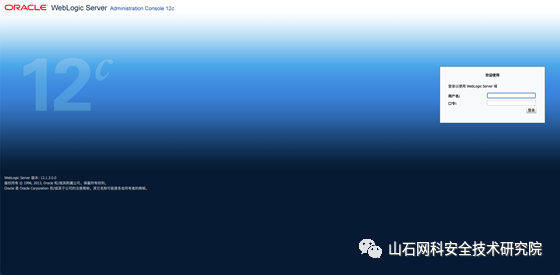 ORACLE WebLogic Server Administration Console 12c
12c
欢迎使用
登录以使用 WebLogic Server 域
用户名:
口令:
登录
WebLogic Server 版本: 12.1.3.0.0
版权所有 © 1996, 2013, Oracle 和/或其附属公司。保留所有权利。
Oracle 是 Oracle Corporation 和/或其子公司的注册商标。其它名称可能是各自所有者的商标。
山石网科安全技术研究院